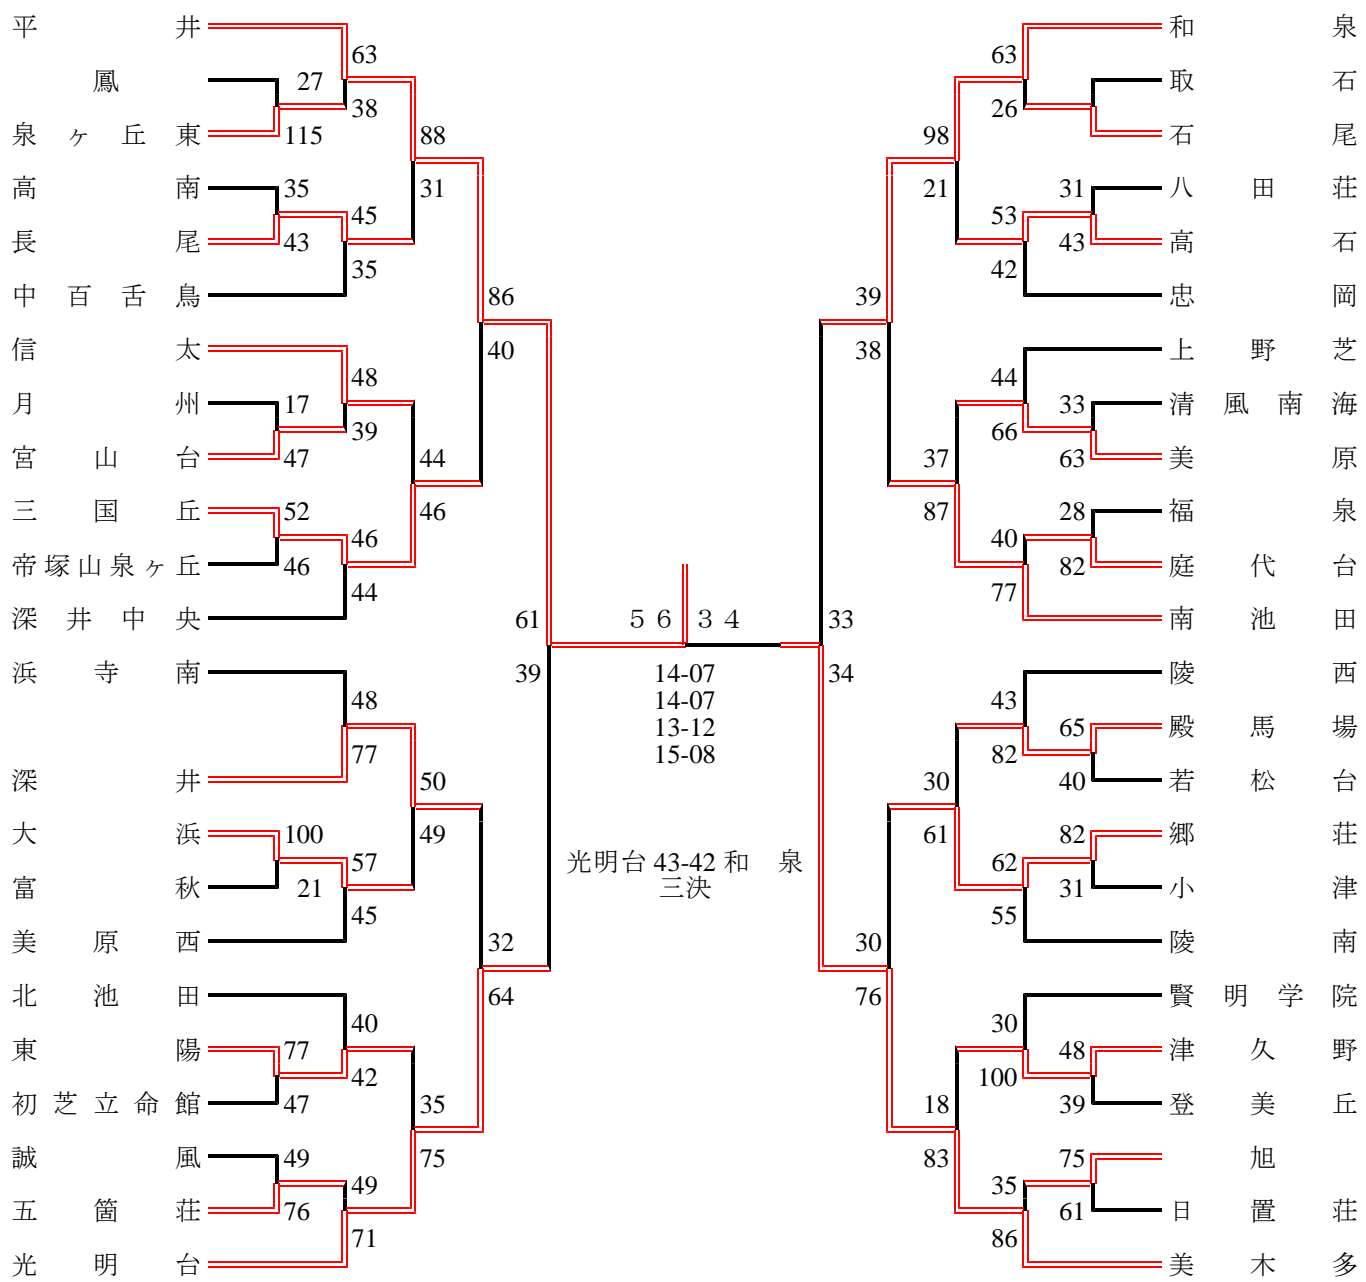 平井
63
鳳
27
38
泉ヶ丘東
115
88
高南
35
31
45
長尾
43
35
中百舌鳥
86
信太
40
48
月州
17
39
宮山台
47
44
三国丘
52
46
46
帝塚山泉ヶ丘
46
44
深井中央
61
浜寺南
39
48
77
深井
50
大浜
100
49
57
富秋
21
45
美原西
32
北池田
64
40
東陽
77
42
初芝立命館
47
35
誠風
49
75
49
五箇荘
76
71
光明台
5 6
3 4
14-07
14-07
13-12
15-08
光明台 43-42 和 泉
三決
和泉
63
取石
26
石尾
98
八田荘
31
21
53
高石
43
42
忠岡
39
上野芝
38
44
清風南海
33
66
美原
63
37
福泉
28
87
40
庭代台
82
77
南池田
33
陵西
34
43
殿馬場
65
82
若松台
40
30
郷荘
82
61
62
小津
31
55
陵南
30
賢明学院
76
30
津久野
48
100
登美丘
39
18
旭
75
83
35
日置荘
61
86
美木多